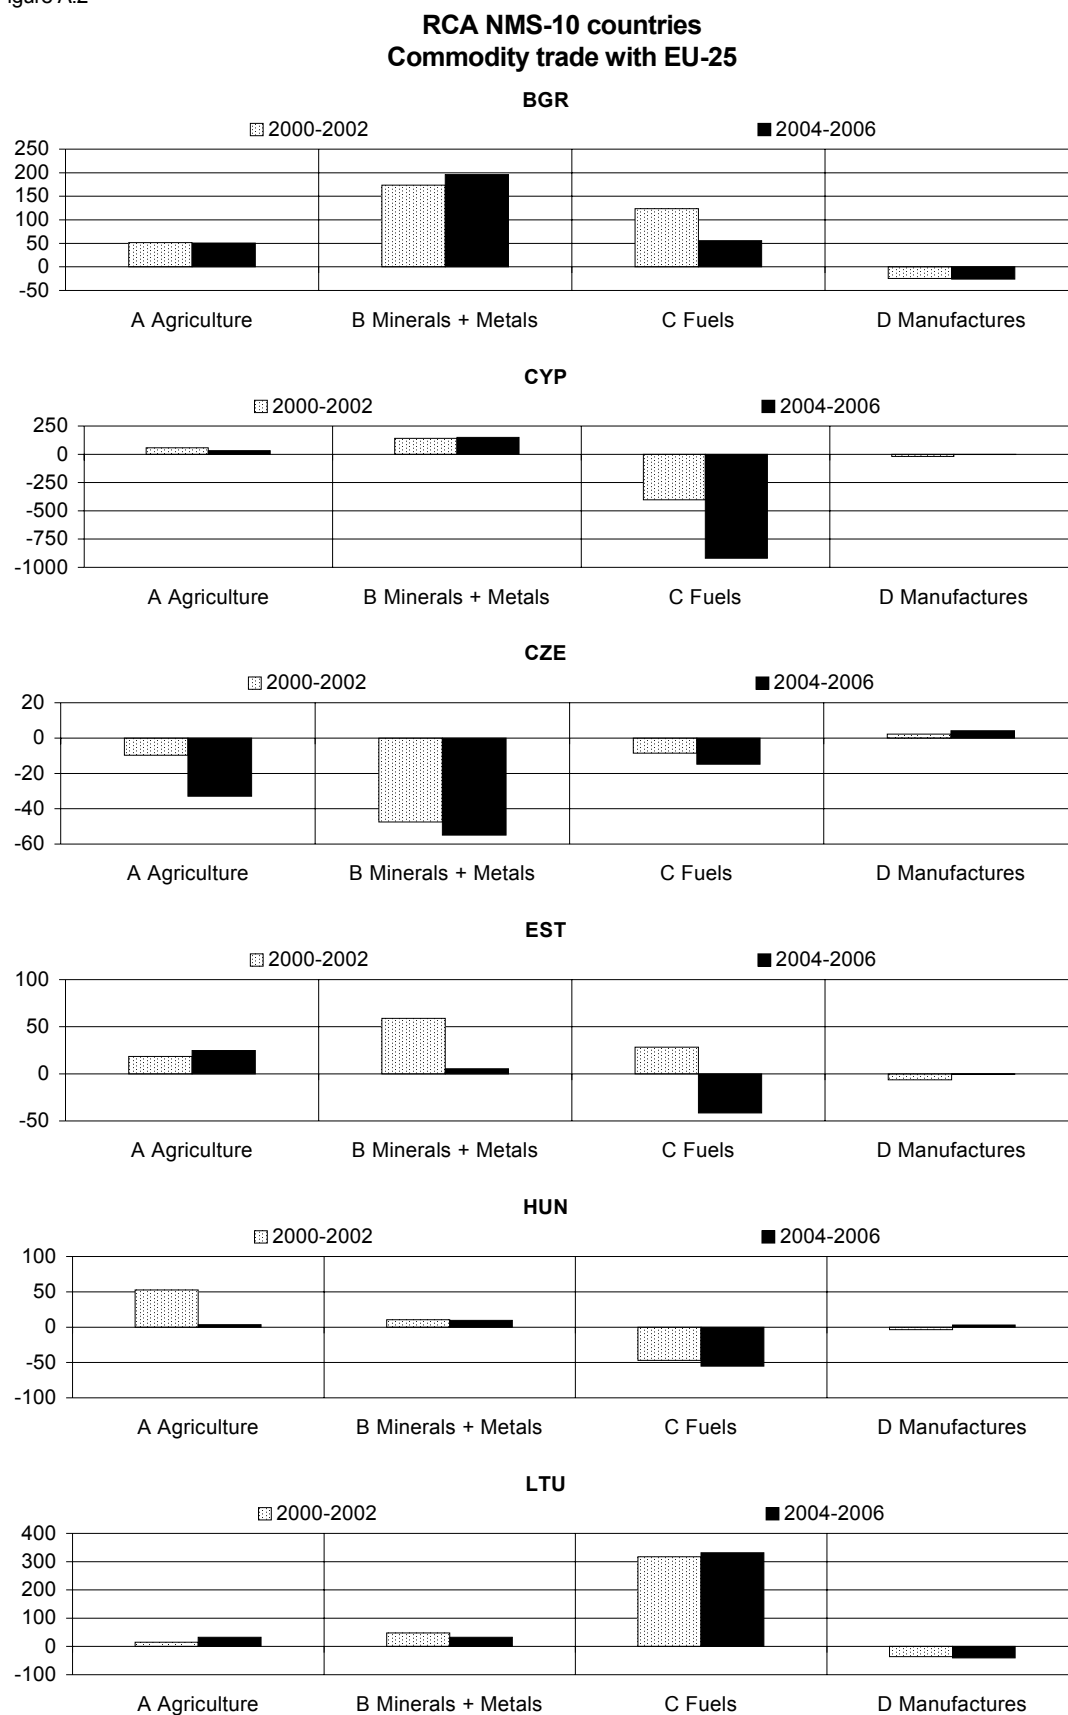 Figure A.2
RCA NMS-10 countries
Commodity trade with EU-25
BGR
2000-2002 2004-2006
250
200
150
100
50
0
-50
A Agriculture B Minerals + Metals C Fuels D Manufactures
CYP
2000-2002 2004-2006
250
0
-250
-500
-750
-1000
A Agriculture B Minerals + Metals C Fuels D Manufactures
CZE
2000-2002 2004-2006
20
0
-20
-40
-60
A Agriculture B Minerals + Metals C Fuels D Manufactures
EST
2000-2002 2004-2006
100
50
0
-50
A Agriculture B Minerals + Metals C Fuels D Manufactures
HUN
2000-2002 2004-2006
100
50
0
-50
-100
A Agriculture B Minerals + Metals C Fuels D Manufactures
LTU
2000-2002 2004-2006
400
300
200
100
0
-100
A Agriculture B Minerals + Metals C Fuels D Manufactures